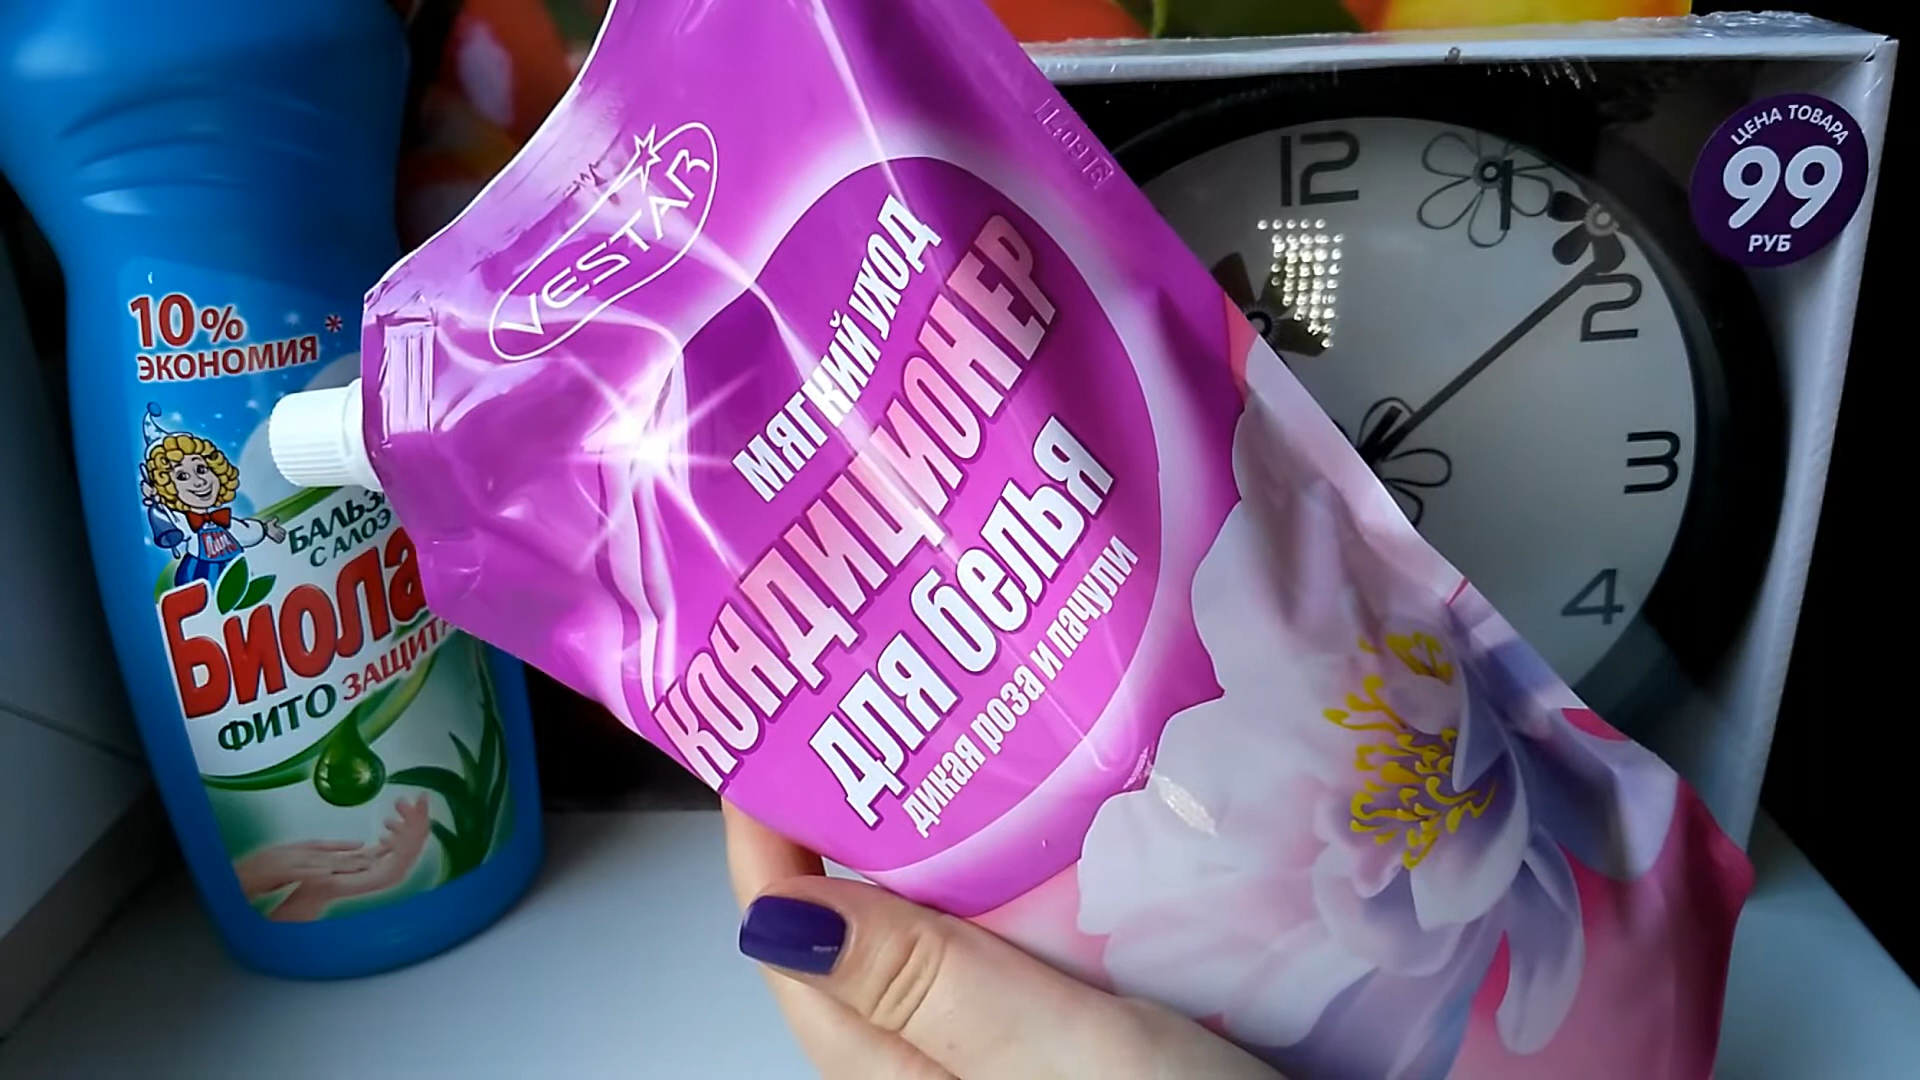 10%
ЭКОНОМИЯ*
БАЛЬЗ
С АЛОЭ
Биола
ФИТО ЗАЩИТА
VESTAR
МЯГКИЙ УХОД
КОНДИЦИОНЕР
для белья
дикая роза и пачули
12
1
2
3
4
ЦЕНА ТОВАРА
99
РУБ